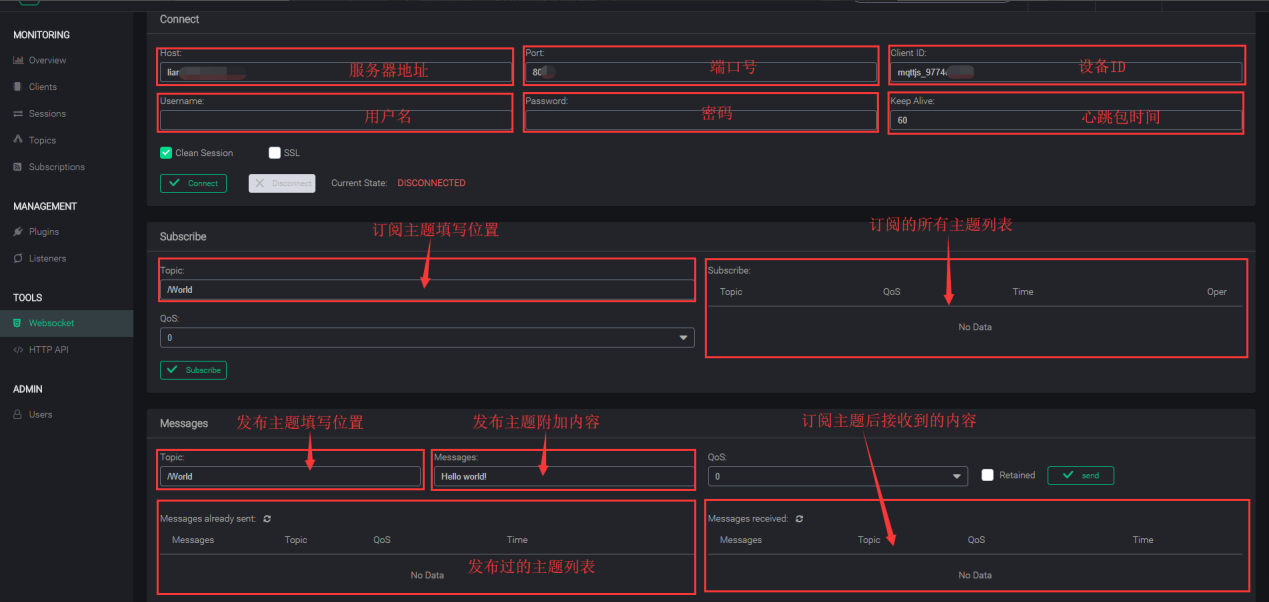 Connect
MONITORING
Overview
Clients
Sessions
Topics
Subscriptions
MANAGEMENT
Plugins
Listeners
TOOLS
Websocket
HTTP API
ADMIN
Users
Host:
liar
服务器地址
Port:
80
端口号
Client ID:
mqttjs_9774
设备ID
Username:
用户名
Password:
密码
Keep Alive:
60
心跳包时间
Clean Session
SSL
Connect
Disconnect
Current State: DISCONNECTED
Subscribe
订阅主题填写位置
订阅的所有主题列表
Topic:
/World
QoS:
0
Subscribe
Subscribe:
Topic QoS Time Oper
No Data
Messages
发布主题填写位置
发布主题附加内容
订阅主题后接收到的内容
Topic:
/World
Messages:
Hello world!
QoS:
0
Retained
send
Messages already sent:
Messages Topic QoS Time
No Data
发布过的主题列表
Messages received:
Messages Topic QoS Time
No Data